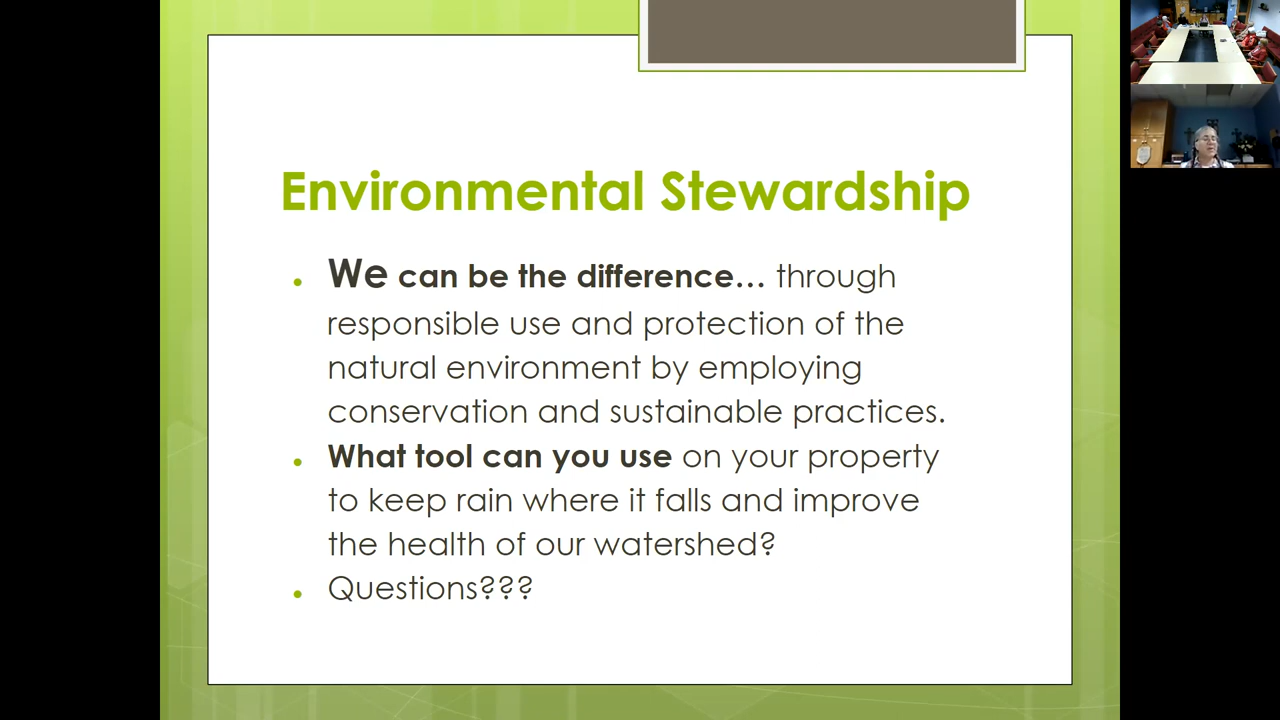 Environmental Stewardship
• We can be the difference… through
responsible use and protection of the
natural environment by employing
conservation and sustainable practices.
• What tool can you use on your property
to keep rain where it falls and improve
the health of our watershed?
• Questions???